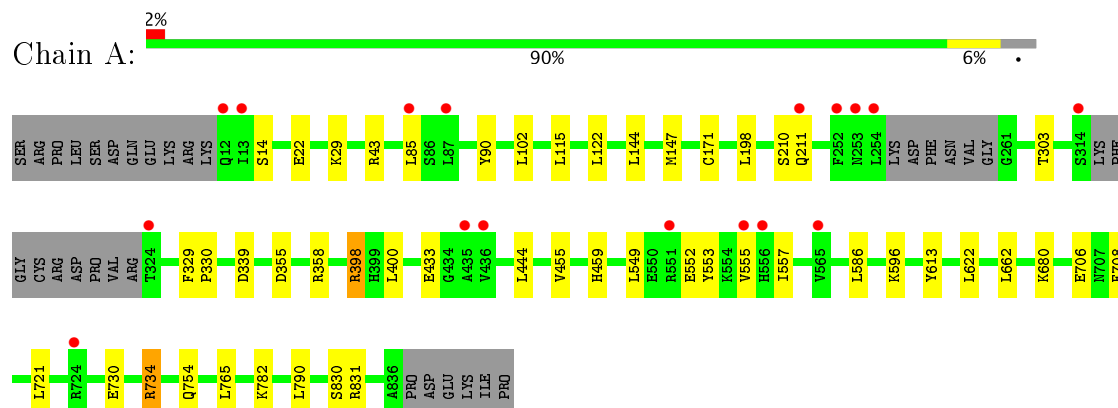 2%
Chain A:
90% 6% •
SER ARG PRO LEU SER ASP GLN GLU LYS ARG LYS Q12 I13 S14 E22 K29 R43 L85 S86 L87 Y90 L102 L115 L122 L144 M147 C171 L198 S210 Q211 F252 N253 L254 LYS ASP PHE ASN VAL GLY G261 T303 S314 LYS PHE
GLY CYS ARG ASP PRO VAL ARG T324 F329 P330 D339 D355 R358 R398 H399 L400 E433 G434 A435 V436 L444 V455 H459 L549 E550 R551 E552 Y553 K554 V555 H556 I557 V565 L586 K596 Y613 L622 L662 K680 E706 N707
L721 R724 E730 R734 Q754 L765 K782 L790 S830 R831 A836 PRO ASP GLU LYS ILE PRO